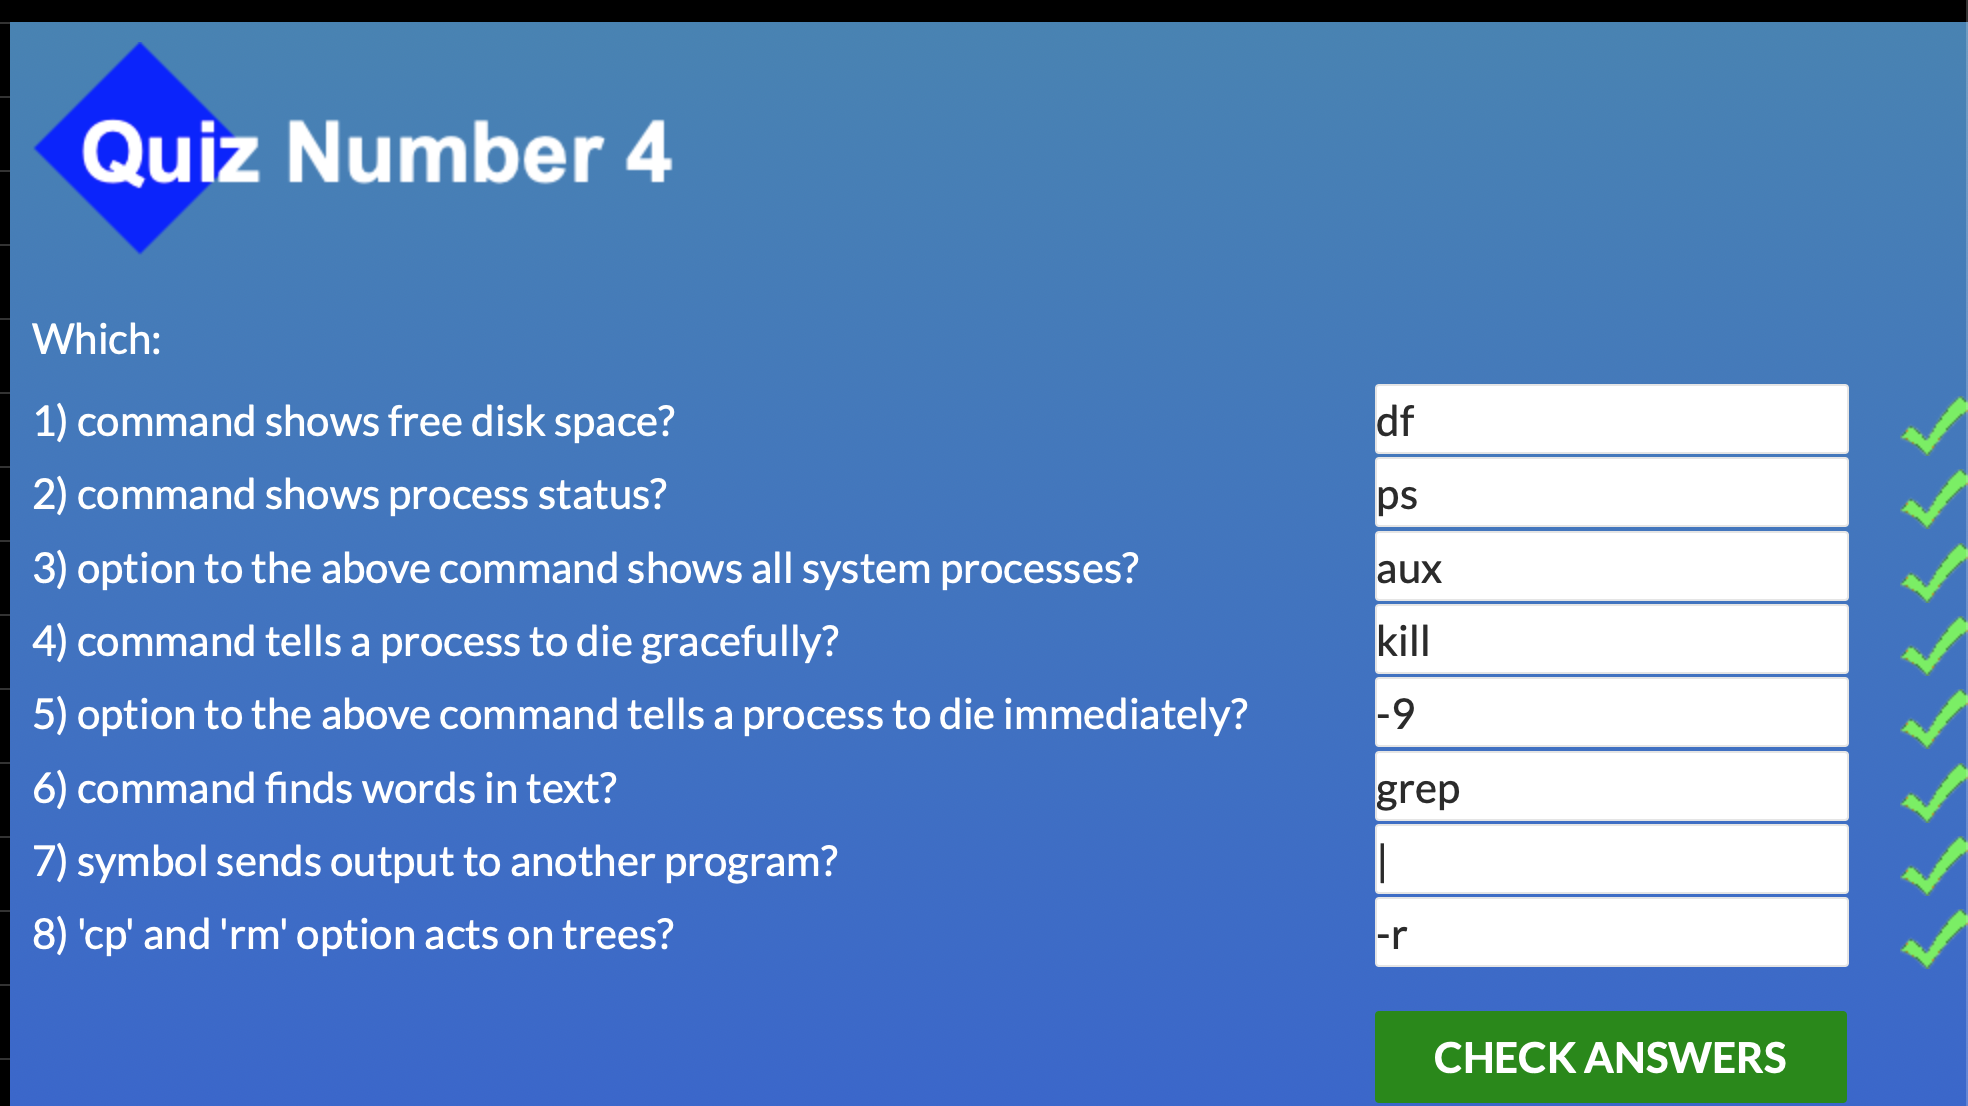 Quiz Number 4
Which:
1) command shows free disk space? df
2) command shows process status? ps
3) option to the above command shows all system processes? aux
4) command tells a process to die gracefully? kill
5) option to the above command tells a process to die immediately? -9
6) command finds words in text? grep
7) symbol sends output to another program? |
8) 'cp' and 'rm' option acts on trees? -r
CHECK ANSWERS